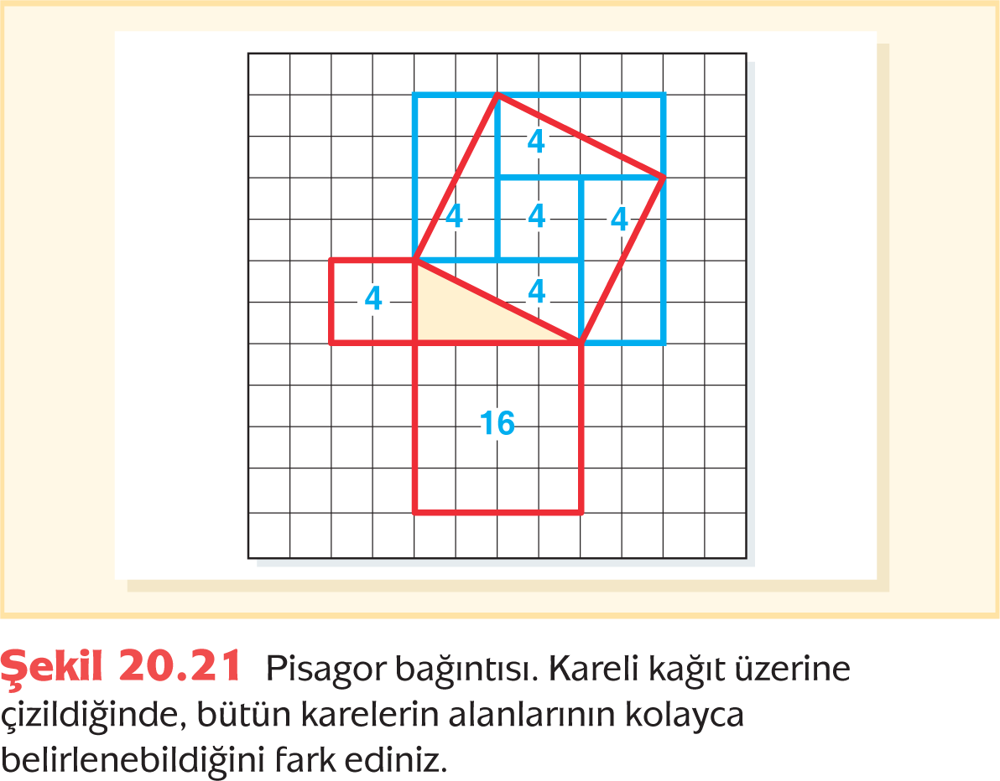 4
4
4
4
4
4
16
Şekil 20.21 Pisagor bağıntısı. Kareli kağıt üzerine
çizildiğinde, bütün karelerin alanlarının kolayca
belirlenebildiğini fark ediniz.